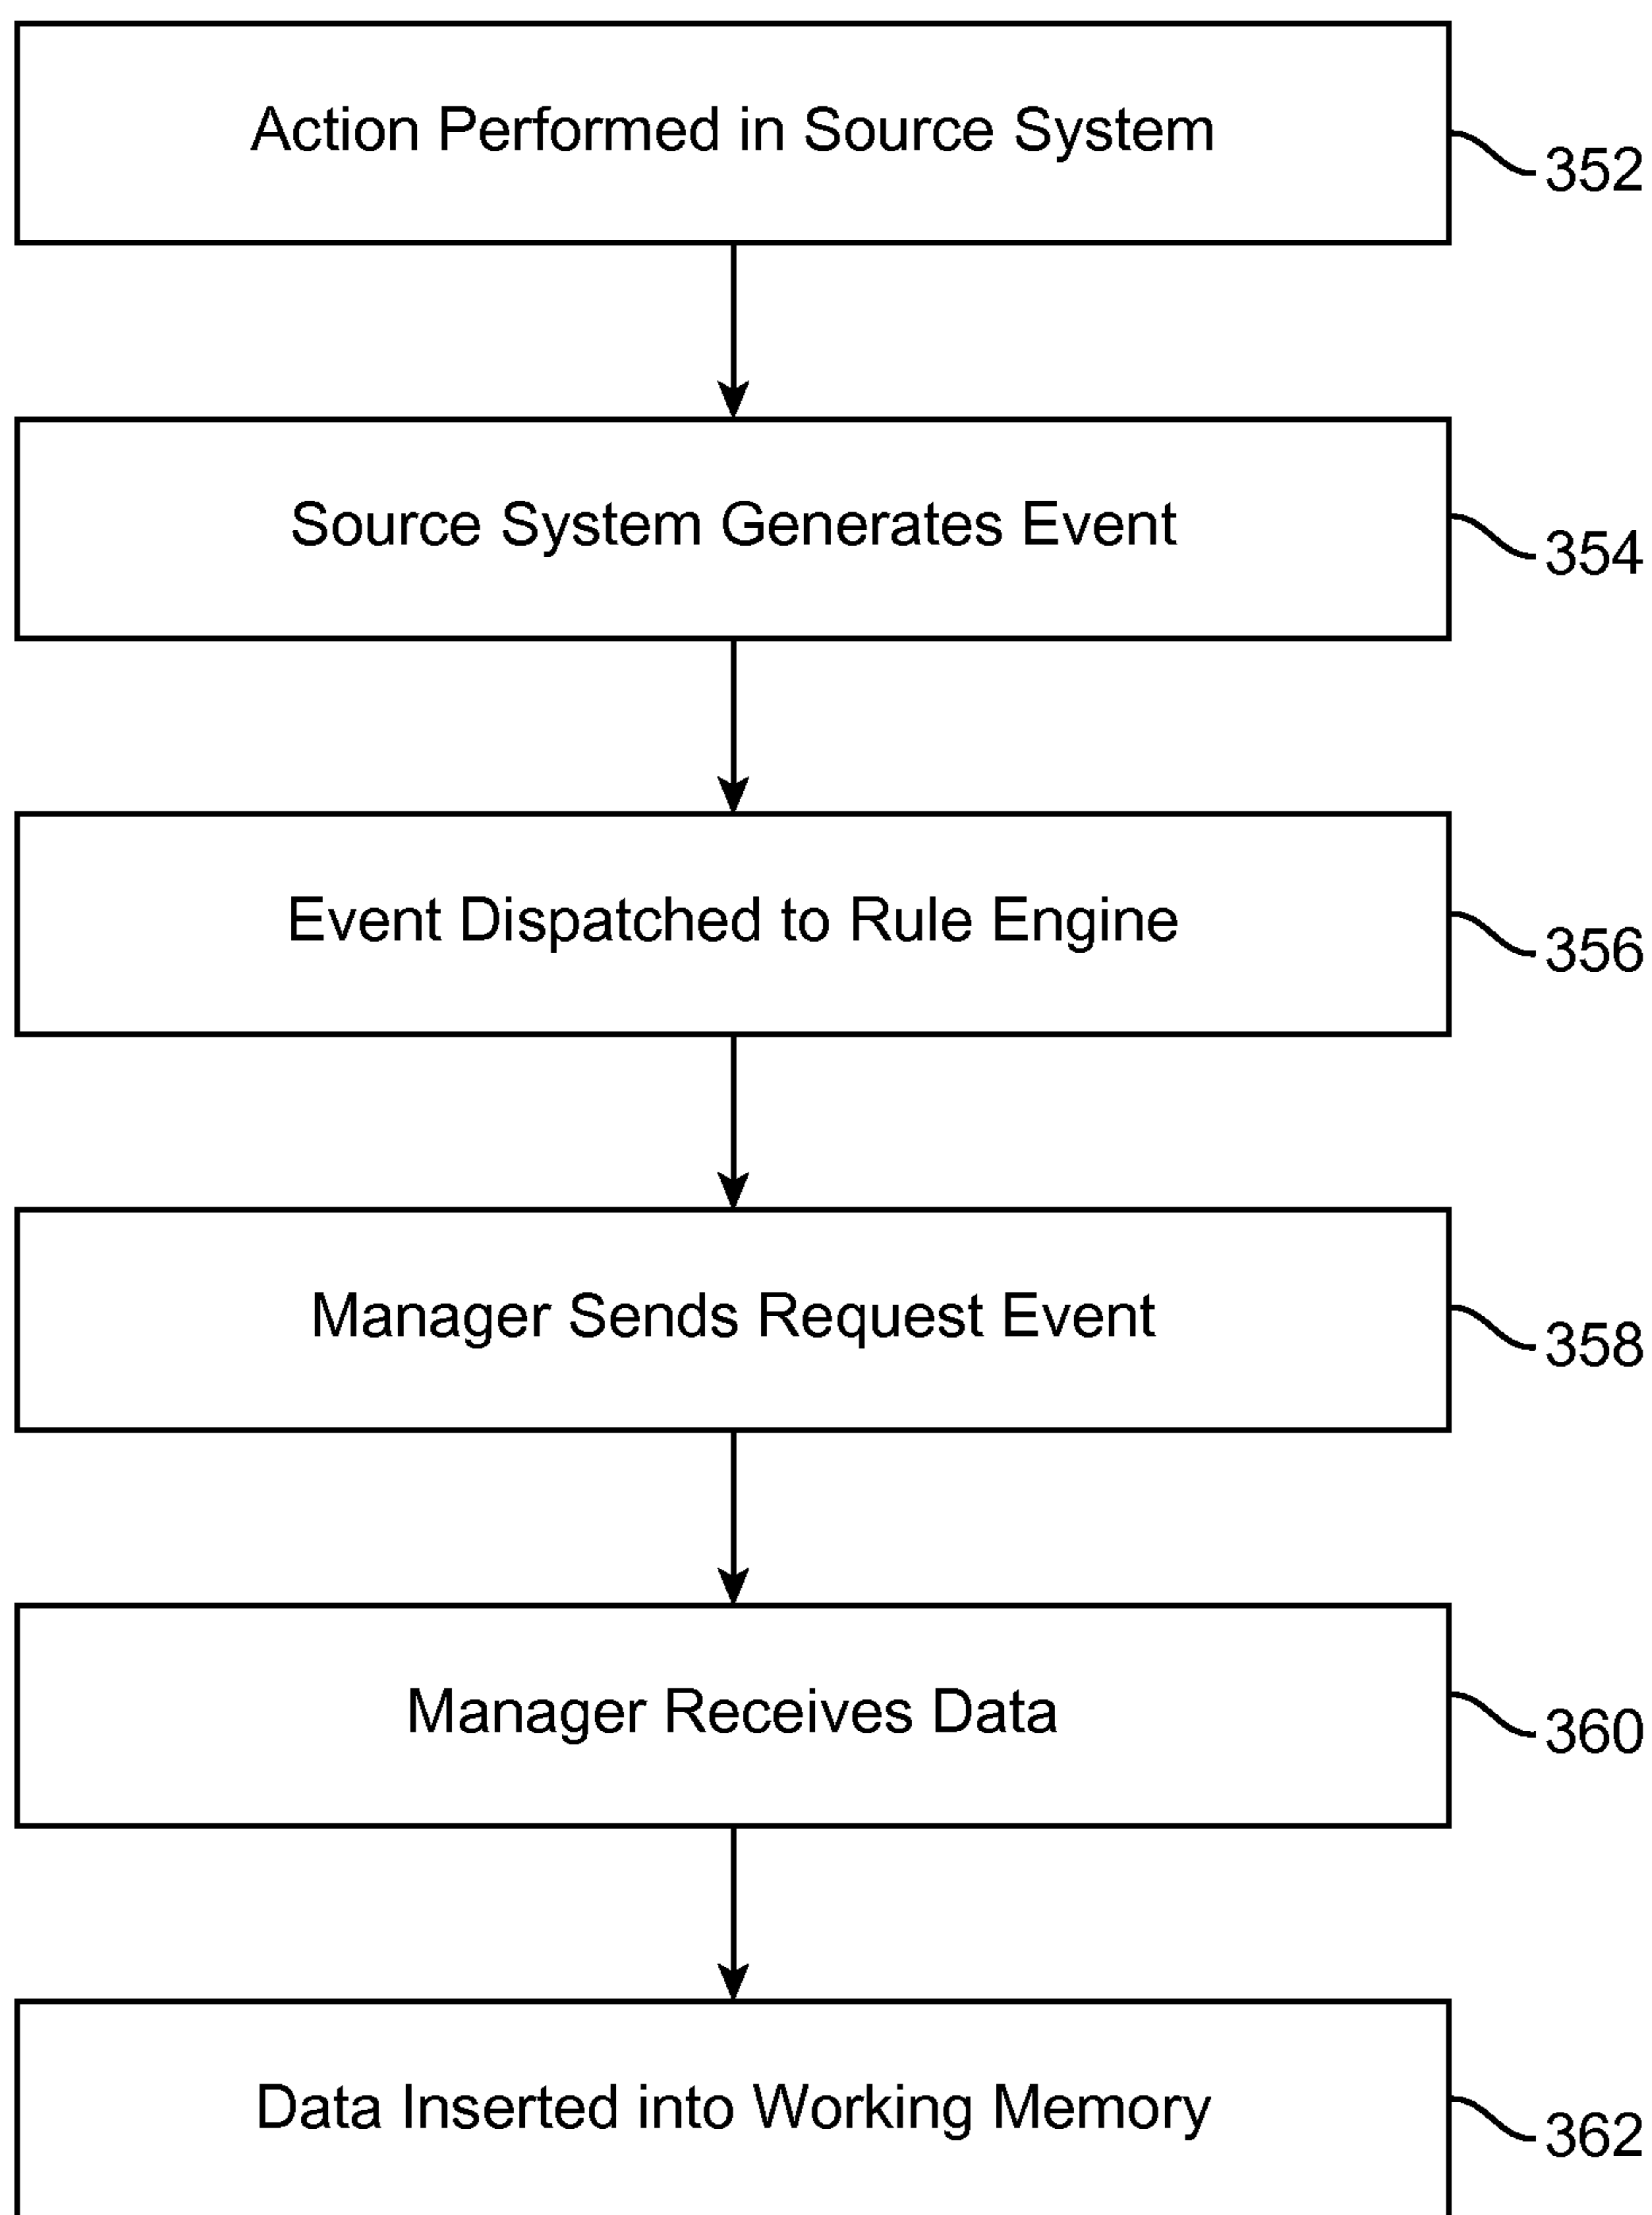 Action Performed in Source System
352
Source System Generates Event
354
Event Dispatched to Rule Engine
356
Manager Sends Request Event
358
Manager Receives Data
360
Data Inserted into Working Memory
362